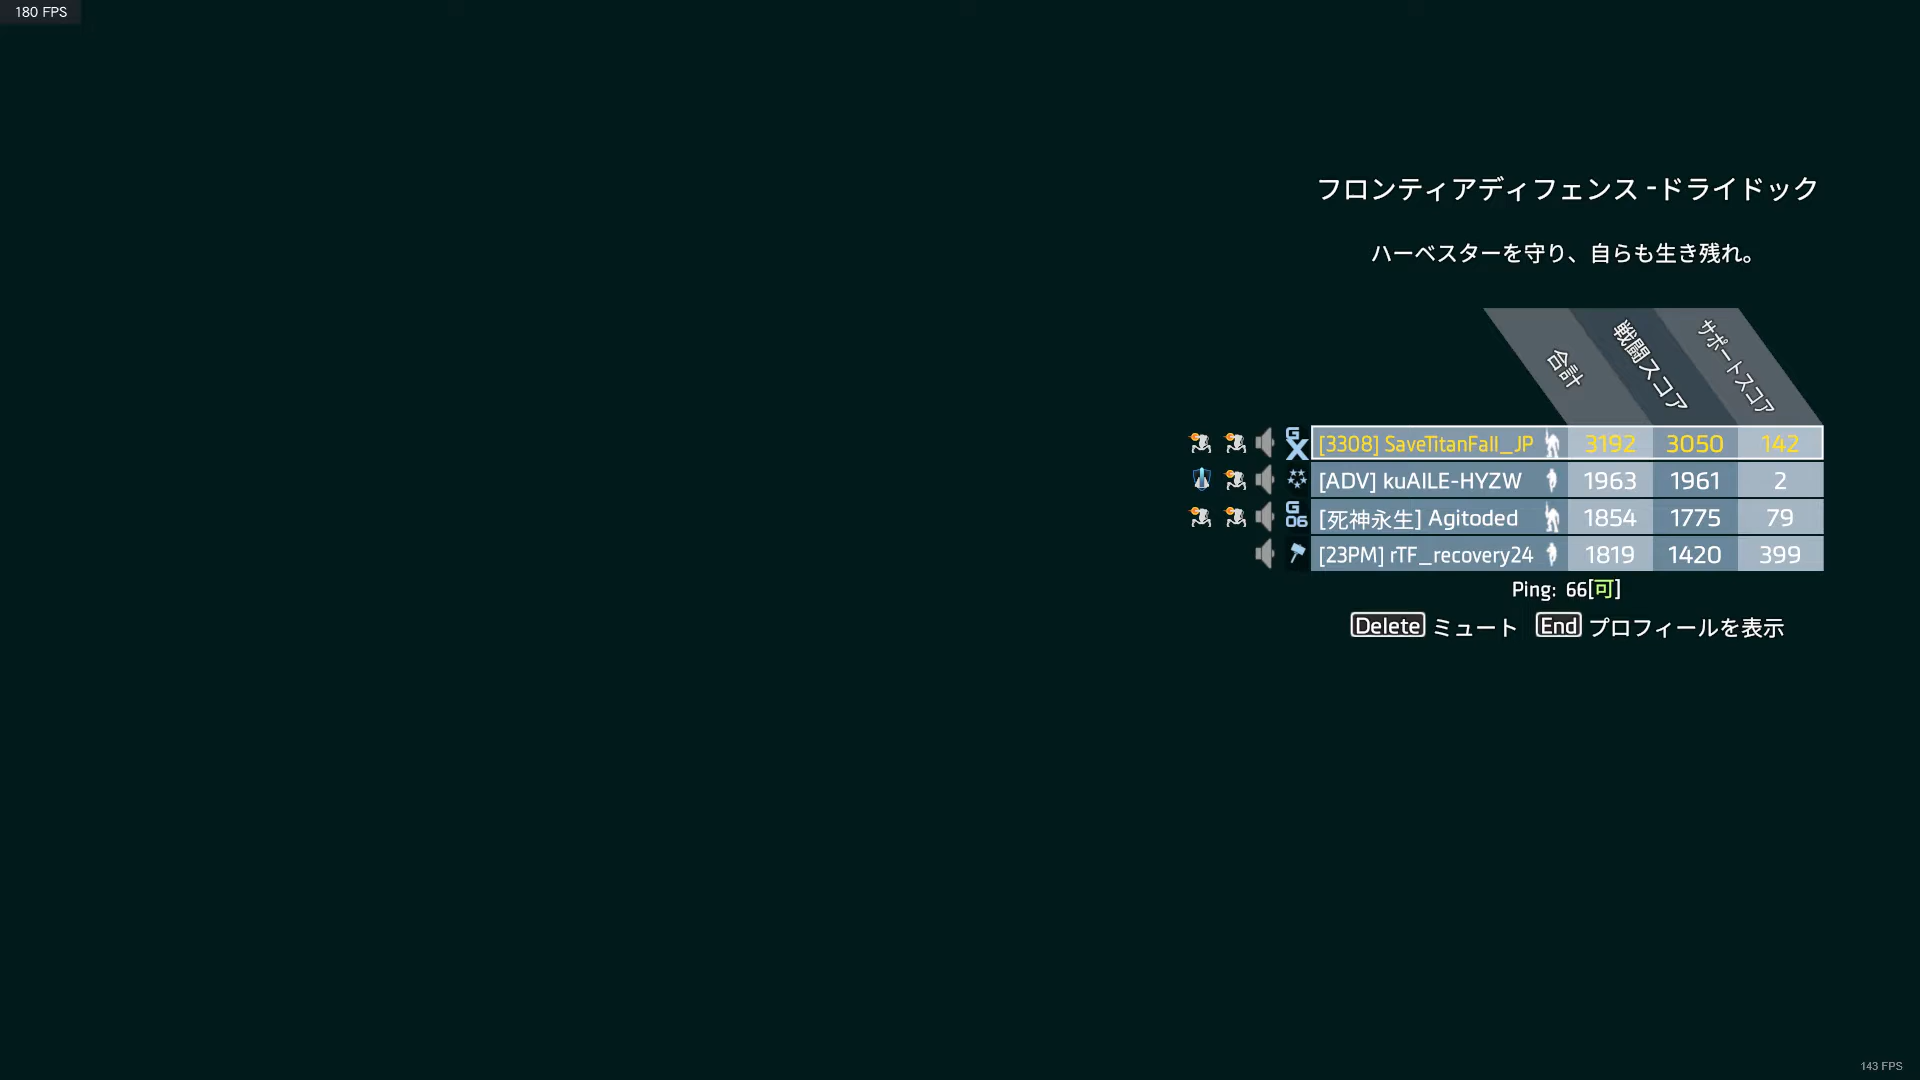 180 FPS
フロンティアディフェンス -ドライドック
ハーベスターを守り、自らも生き残れ。
合計 戦闘スコア サポートスコア
GX [3308] SaveTitanFall_JP 3192 3050 142
[ADV] kuAILE-HYZW 1963 1961 2
G06 [死神永生] Agitoded 1854 1775 79
[23PM] rTF_recovery24 1819 1420 399
Ping: 66[可]
Delete ミュート End プロフィールを表示
143 FPS